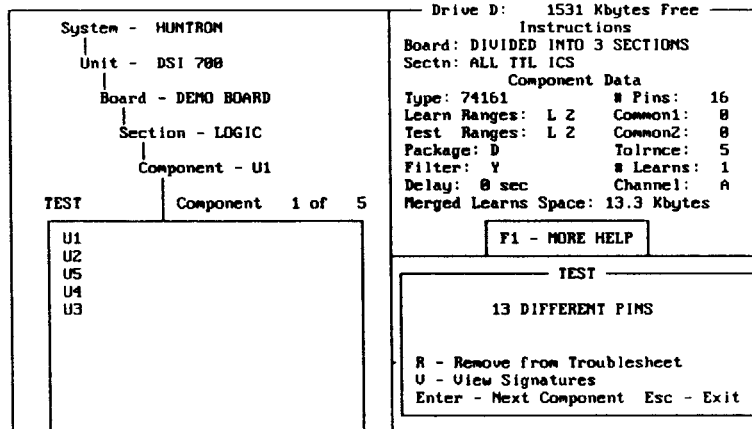 System - HUNTRON
Unit - DSI 700
Board - DEMO BOARD
Section - LOGIC
Component - U1
TEST Component 1 of 5
U1
U2
U5
U4
U3
Drive D: 1531 Kbytes Free
Instructions
Board: DIVIDED INTO 3 SECTIONS
Sectn: ALL TTL ICS
Component Data
Type: 74161 # Pins: 16
Learn Ranges: L 2 Common1: 0
Test Ranges: L 2 Common2: 0
Package: D Tolrnce: 5
Filter: Y # Learns: 1
Delay: 0 sec Channel: A
Merged Learns Space: 13.3 Kbytes
F1 - MORE HELP
TEST
13 DIFFERENT PINS
R - Remove from Troublesheet
V - View Signatures
Enter - Next Component Esc - Exit